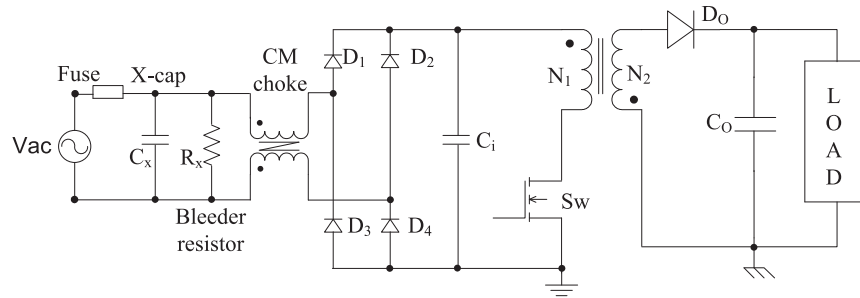 Fuse
X-cap
CM
choke
D1
D2
Vac
Cx
Rx
Bleeder
resistor
D3
D4
Ci
Sw
N1
N2
DO
CO
L
O
A
D